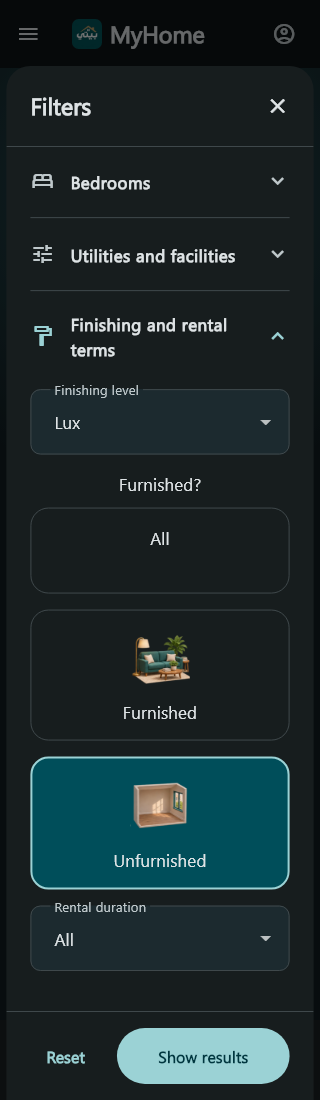 بيتي MyHome
Filters
Bedrooms
Utilities and facilities
Finishing and rental
terms
Finishing level
Lux
Furnished?
All
Furnished
Unfurnished
Rental duration
All
Reset
Show results